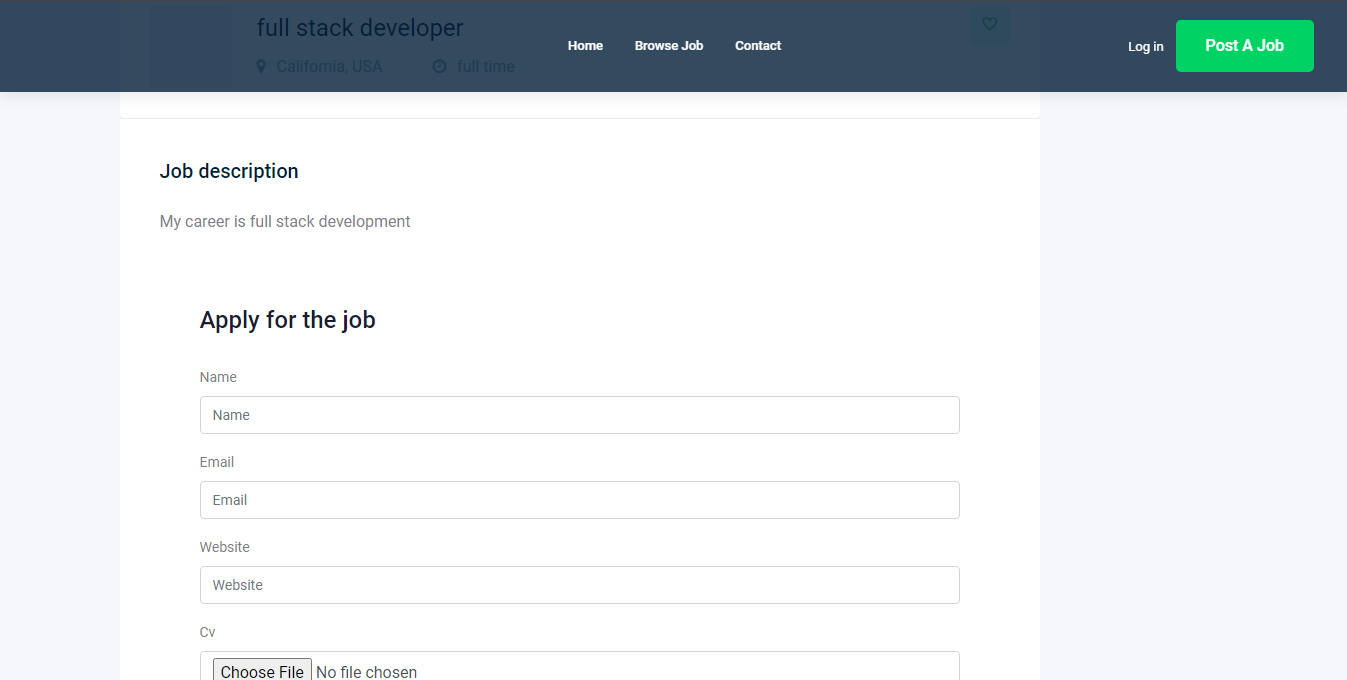 full stack developer
Home Browse Job Contact
Log in Post A Job
California, USA full time
Job description
My career is full stack development
Apply for the job
Name
Name
Email
Email
Website
Website
Cv
Choose File No file chosen